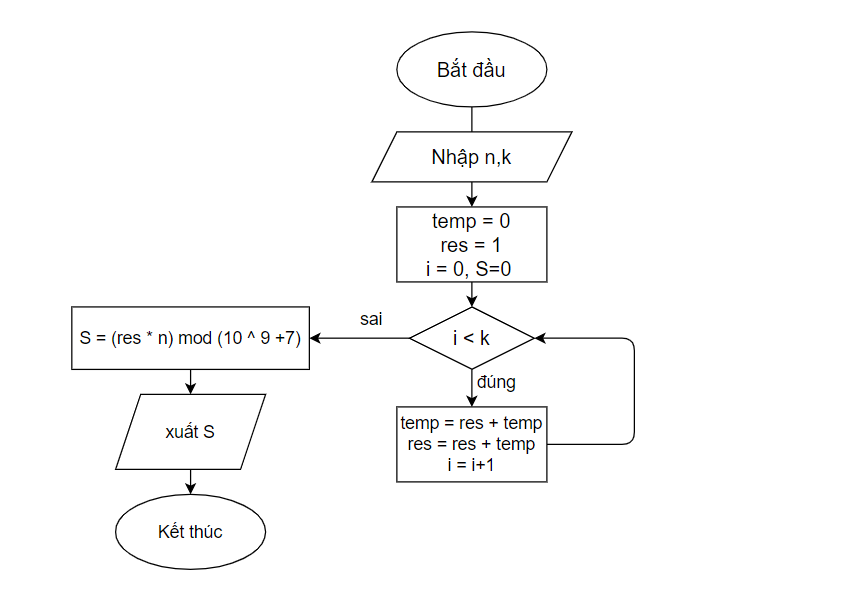 Bắt đầu
Nhập n,k
temp = 0
res = 1
i = 0, S=0
i < k
sai
đúng
S = (res * n) mod (10 ^ 9 +7)
temp = res + temp
res = res + temp
i = i+1
xuất S
Kết thúc